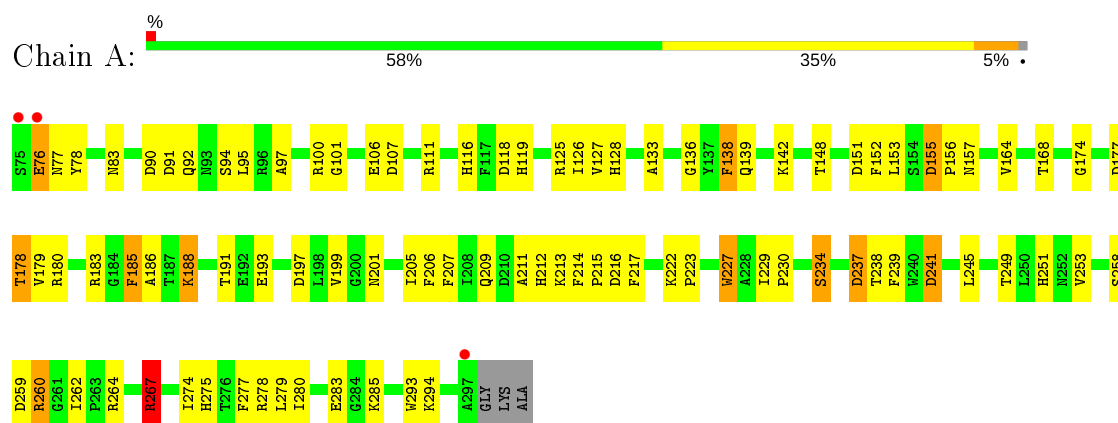 %
Chain A:
58% 35% 5% •
S75 E76 N77 Y78 N83 D90 D91 Q92 N93 S94 L95 R96 A97 R100 G101 E106 D107 R111 H116 F117 D118 H119 R125 I126 V127 H128 A133 G136 Y137 F138 Q139 K142 T148 D151 F152 L153 S154 D155 P156 N157 V164 T168 G174 D177
T178 V179 R180 R183 G184 F185 A186 T187 K188 T191 E192 E193 D197 L198 V199 G200 N201 I205 F206 F207 I208 Q209 D210 A211 H212 K213 F214 P215 D216 F217 K222 P223 W227 A228 I229 P230 S234 D237 T238 F239 W240 D241 L245 T249 L250 H251 N252 V253 S258
D259 R260 G261 I262 P263 R264 R267 I274 H275 T276 F277 R278 L279 I280 E283 G284 K285 W293 K294 A297 GLY LYS ALA